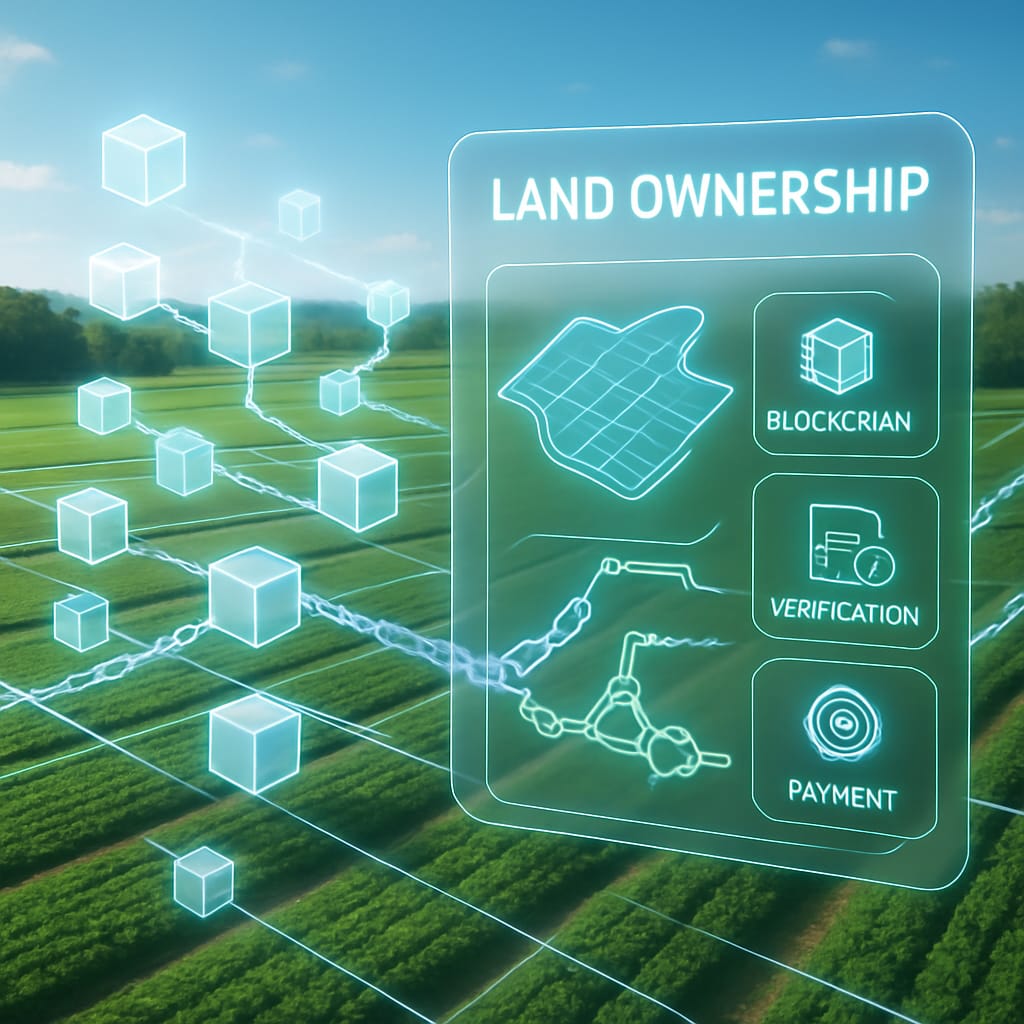 LAND OWNERSHIP
BLOCKCRIAN
VERIFICATION
PAYMENT